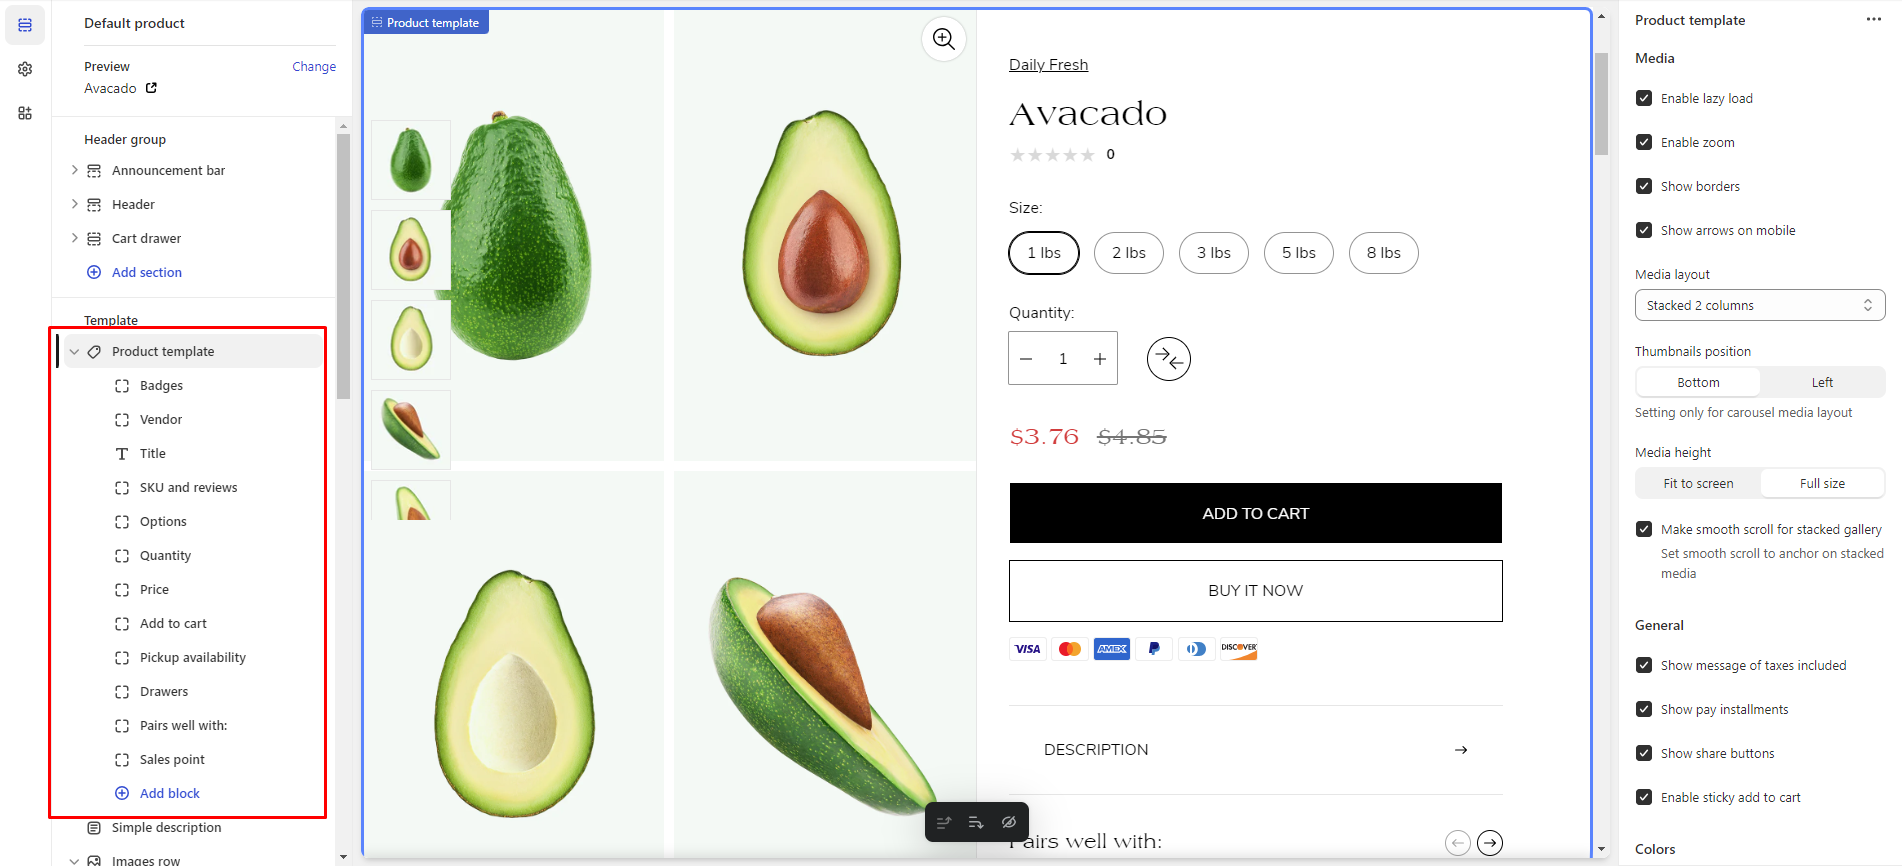 Default product
Preview
Change
Avacado
Header group
Announcement bar
Header
Cart drawer
Add section
Template
Product template
Badges
Vendor
Title
SKU and reviews
Options
Quantity
Price
Add to cart
Pickup availability
Drawers
Pairs well with:
Sales point
Add block
Simple description
Images row
Product template
Daily Fresh
Avacado
0
Size:
1 lbs
2 lbs
3 lbs
5 lbs
8 lbs
Quantity:
1
$3.76 $4.85
ADD TO CART
BUY IT NOW
VISA
AMEX
DISCOVER
DESCRIPTION
Pairs well with:
Product template
Media
Enable lazy load
Enable zoom
Show borders
Show arrows on mobile
Media layout
Stacked 2 columns
Thumbnails position
Bottom
Left
Setting only for carousel media layout
Media height
Fit to screen
Full size
Make smooth scroll for stacked gallery
Set smooth scroll to anchor on stacked
media
General
Show message of taxes included
Show pay installments
Show share buttons
Enable sticky add to cart
Colors